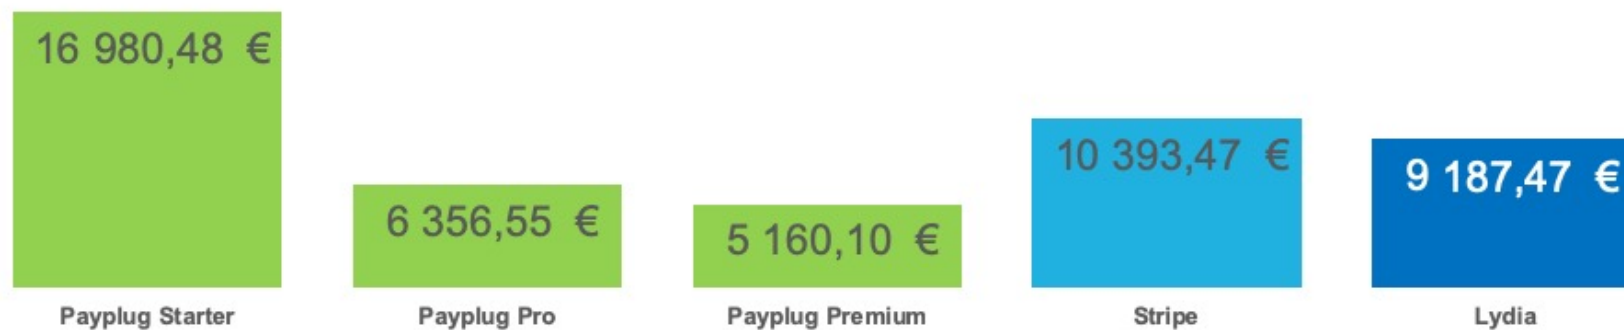 16 980,48 €
6 356,55 €
5 160,10 €
10 393,47 €
9 187,47 €
Payplug Starter
Payplug Pro
Payplug Premium
Stripe
Lydia